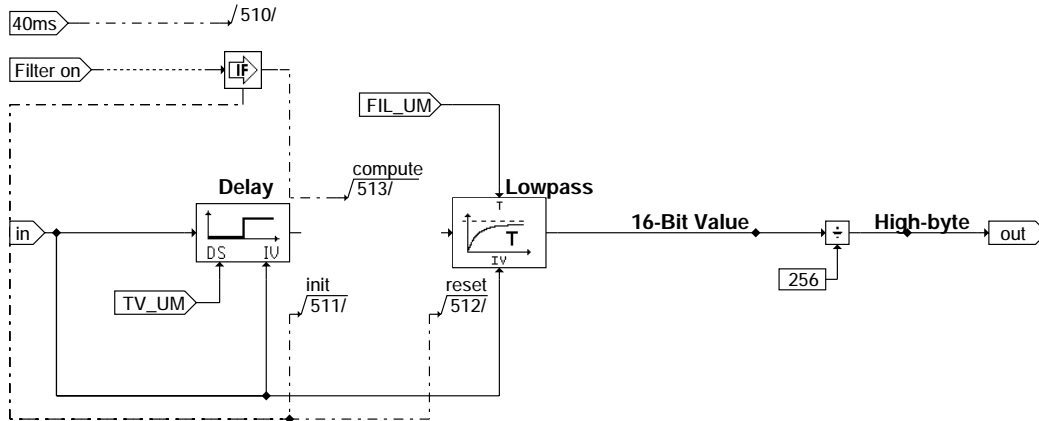 40ms
/510/
Filter on
IF
FIL_UM
compute
/513/
Delay
Lowpass
T
in
T
16-Bit Value
High-byte
out
DS IV
IV
256
TV_UM
init
/511/
reset
/512/